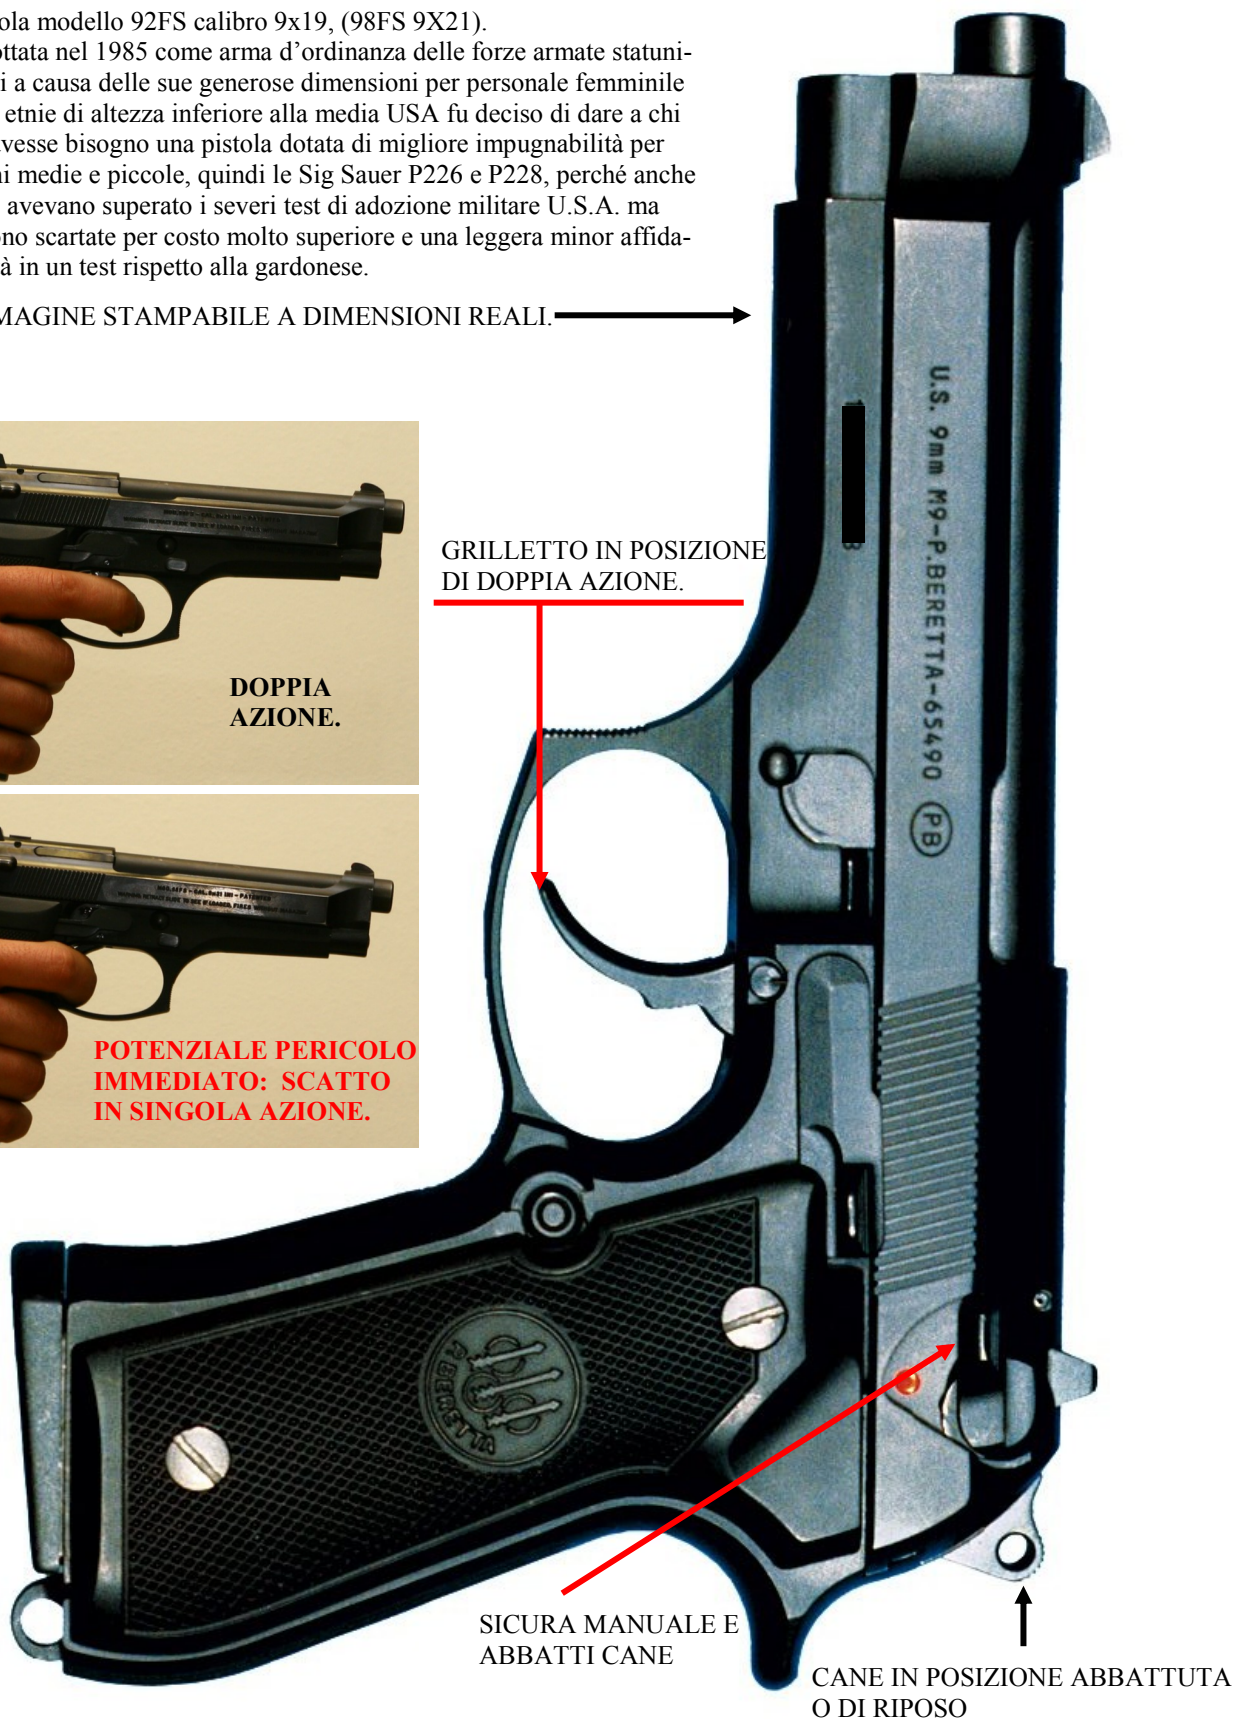 ola modello 92FS calibro 9x19, (98FS 9X21).
ottata nel 1985 come arma d’ordinanza delle forze armate statuni-
i a causa delle sue generose dimensioni per personale femminile
etnie di altezza inferiore alla media USA fu deciso di dare a chi
vesse bisogno una pistola dotata di migliore impugnabilità per
ni medie e piccole, quindi le Sig Sauer P226 e P228, perché anche
avevano superato i severi test di adozione militare U.S.A. ma
ono scartate per costo molto superiore e una leggera minor affida-
à in un test rispetto alla gardonese.
MAGINE STAMPABILE A DIMENSIONI REALI.
U.S. 9mm M9-P.BERETTA-65490
PB
GRILLETTO IN POSIZIONE
DI DOPPIA AZIONE.
DOPPIA
AZIONE.
POTENZIALE PERICOLO
IMMEDIATO: SCATTO
IN SINGOLA AZIONE.
P. BERETTA
SICURA MANUALE E
ABBATTI CANE
CANE IN POSIZIONE ABBATTUTA
O DI RIPOSO